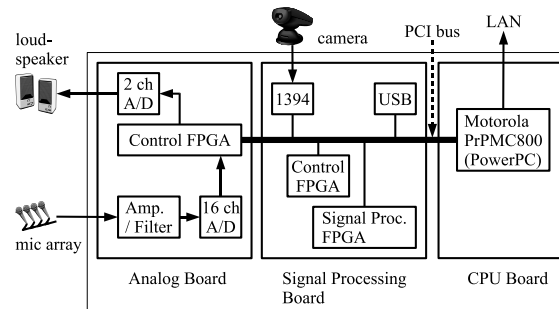 loud-
speaker
camera
PCI bus
LAN
2 ch
A/D
1394
USB
Motorola
PrPMC800
(PowerPC)
Control FPGA
Control
FPGA
Amp.
/ Filter
16 ch
A/D
Signal Proc.
FPGA
mic array
Analog Board
Signal Processing
Board
CPU Board